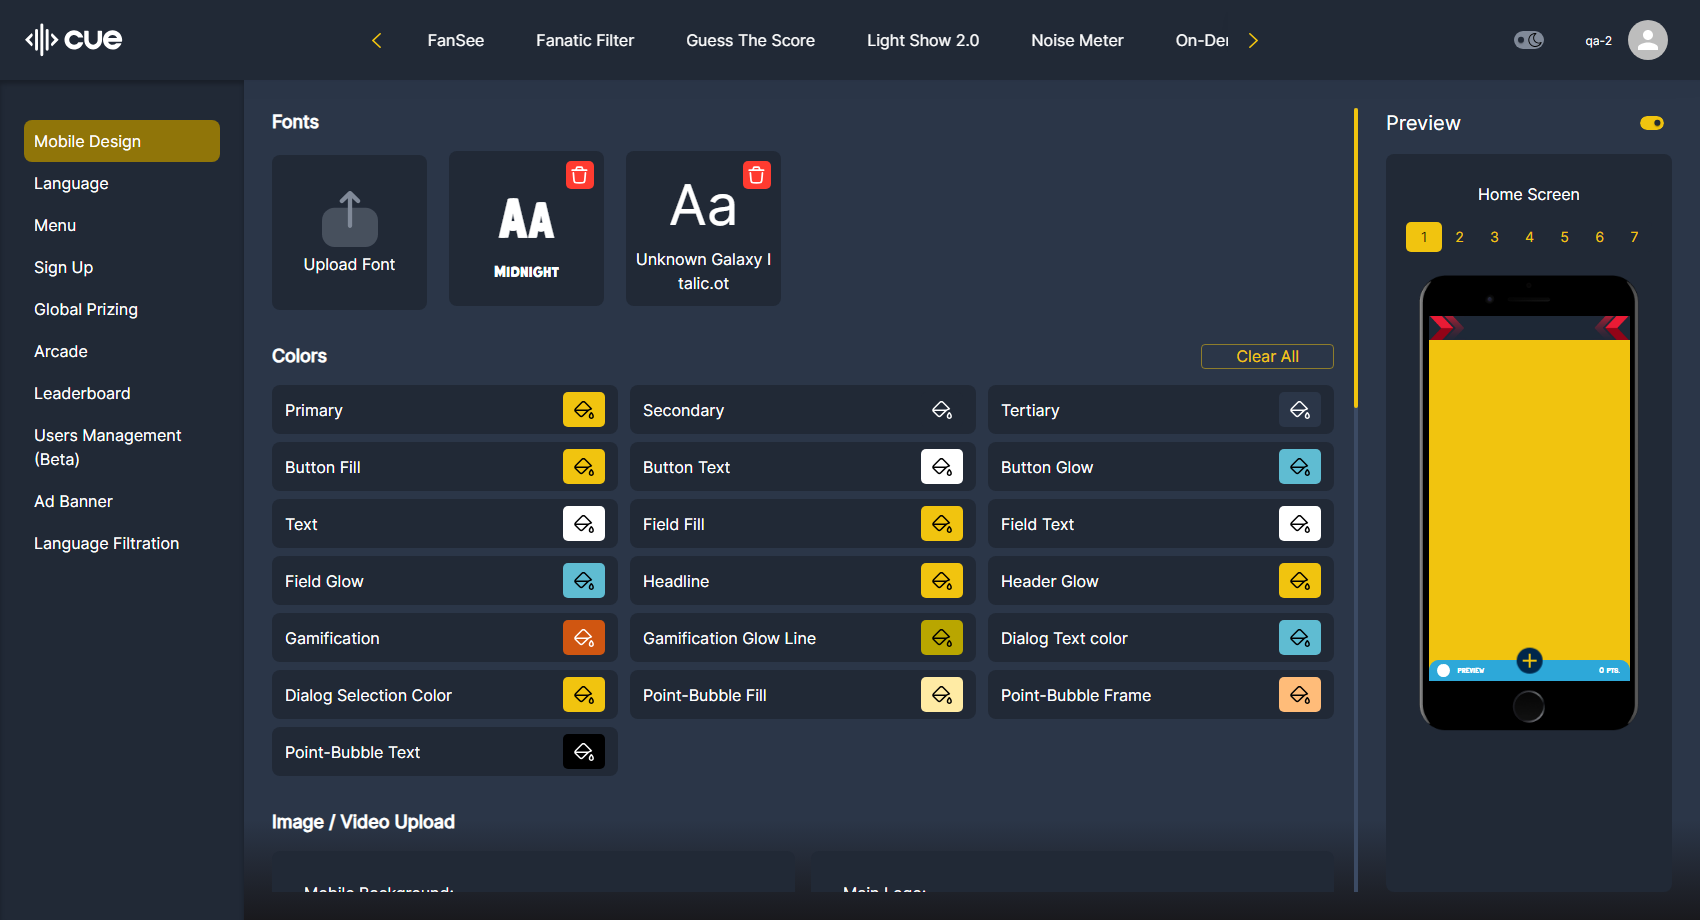 cue
FanSee
Fanatic Filter
Guess The Score
Light Show 2.0
Noise Meter
On-Der
qa-2
Mobile Design
Language
Menu
Sign Up
Global Prizing
Arcade
Leaderboard
Users Management
(Beta)
Ad Banner
Language Filtration
Fonts
Upload Font
AA
MIDNIGHT
Aa
Unknown Galaxy I
talic.ot
Colors
Clear All
Primary
Secondary
Tertiary
Button Fill
Button Text
Button Glow
Text
Field Fill
Field Text
Field Glow
Headline
Header Glow
Gamification
Gamification Glow Line
Dialog Text color
Dialog Selection Color
Point-Bubble Fill
Point-Bubble Frame
Point-Bubble Text
Image / Video Upload
Mobile Background:
Main Logo:
Preview
Home Screen
1 2 3 4 5 6 7
PREVIEW
0 PTS.